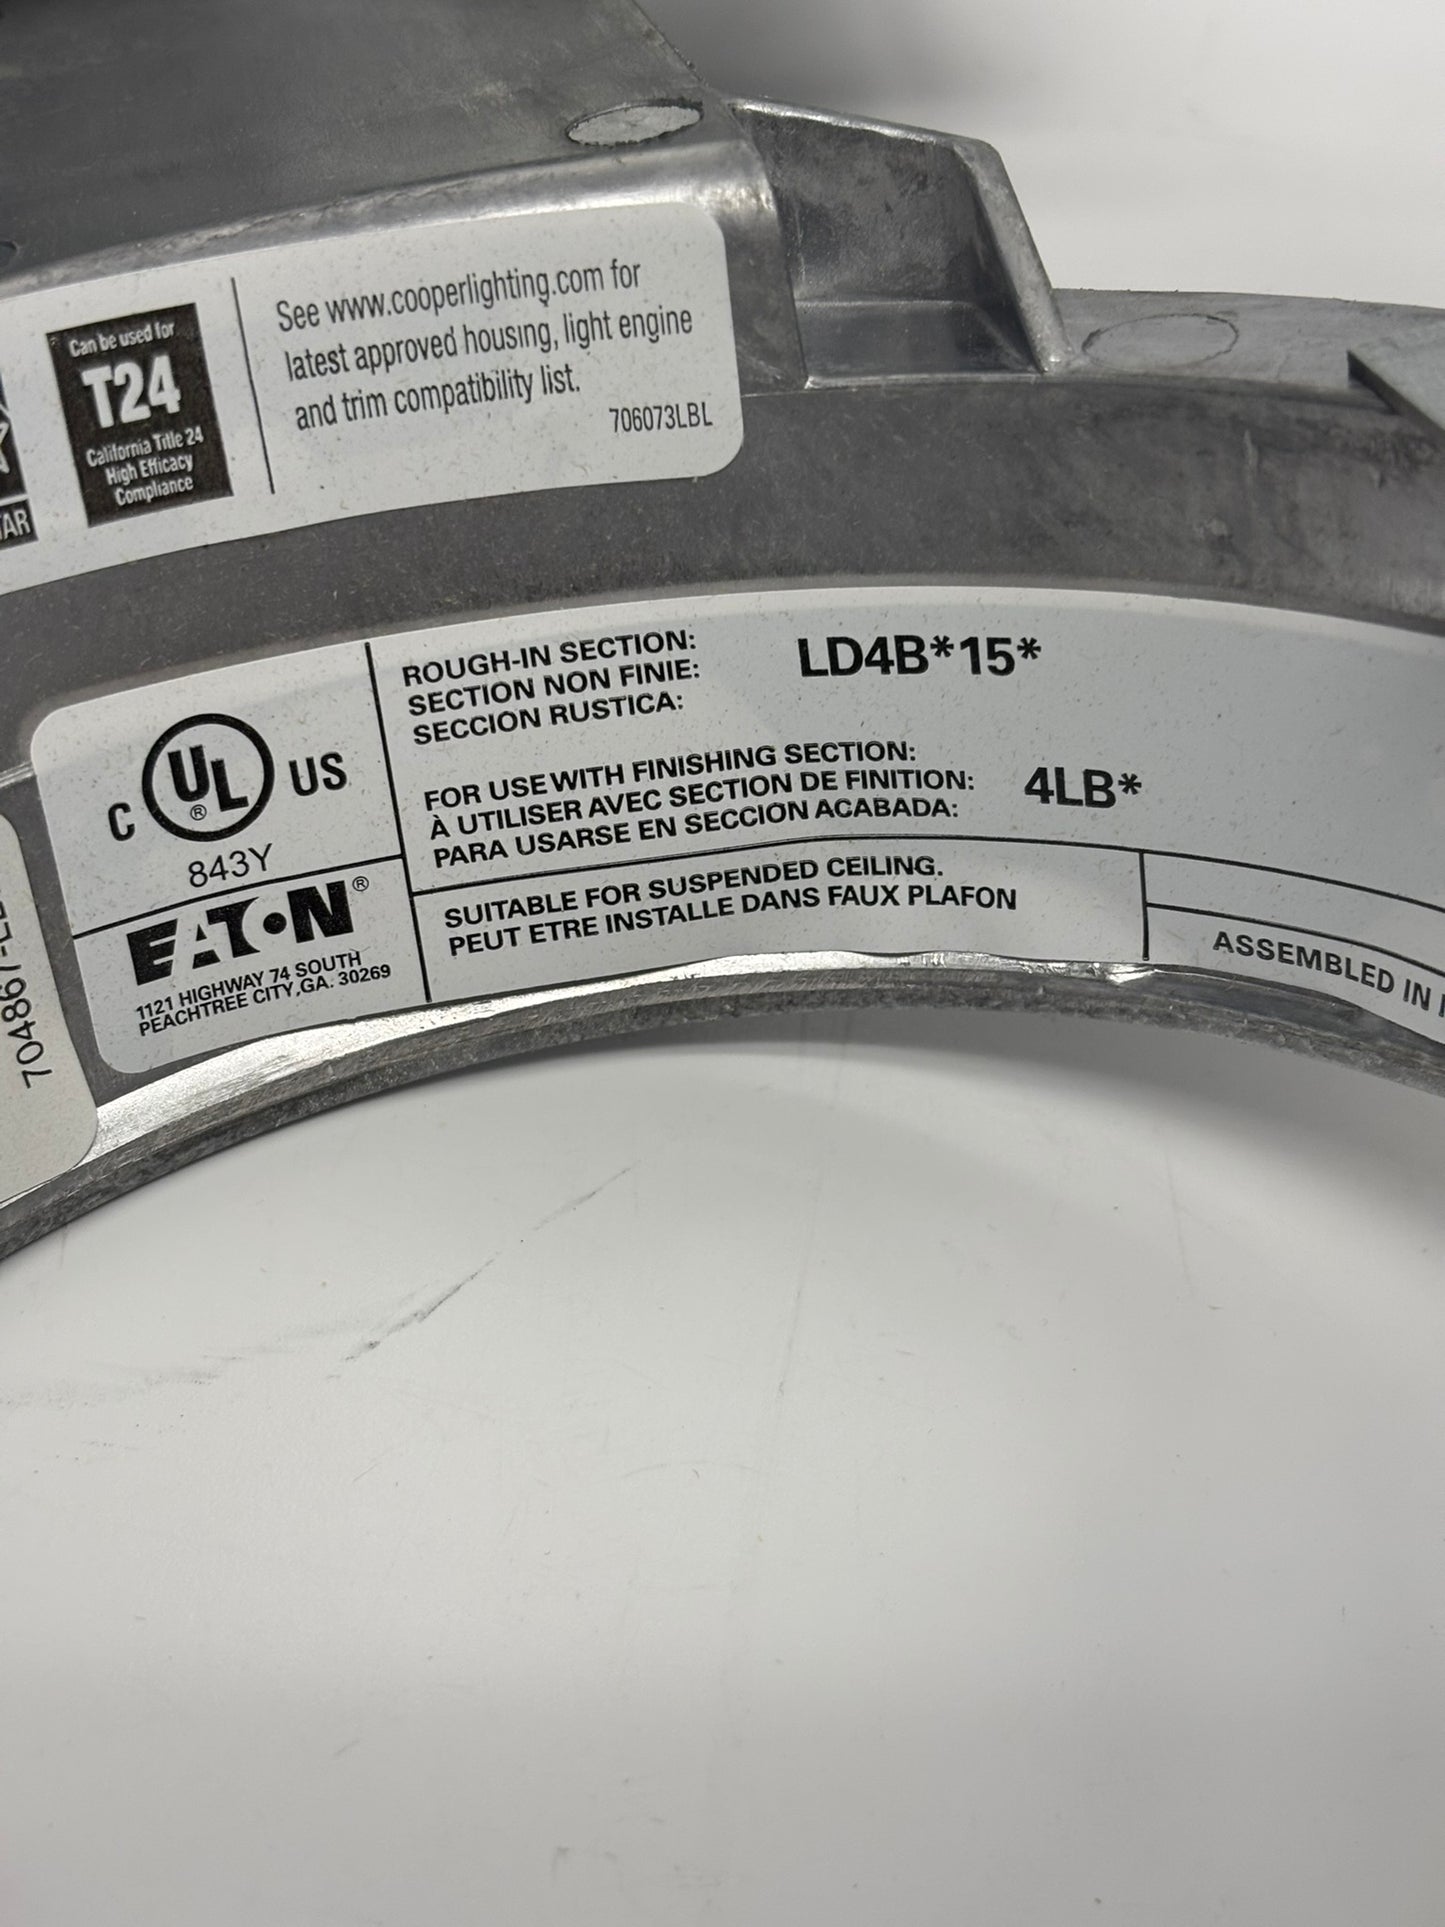 Can be used for
T24
California Title 24
High Efficacy
Compliance
See www.cooperlighting.com for
latest approved housing, light engine
and trim compatibility list.
706073LBL
C UL® US
843Y
EATON®
1121 HIGHWAY 74 SOUTH
PEACHTREE CITY,GA. 30269
ROUGH-IN SECTION:
SECTION NON FINIE:
SECCION RUSTICA:
LD4B*15*
FOR USE WITH FINISHING SECTION:
À UTILISER AVEC SECTION DE FINITION:
PARA USARSE EN SECCION ACABADA:
4LB*
SUITABLE FOR SUSPENDED CEILING.
PEUT ETRE INSTALLE DANS FAUX PLAFON
ASSEMBLED IN